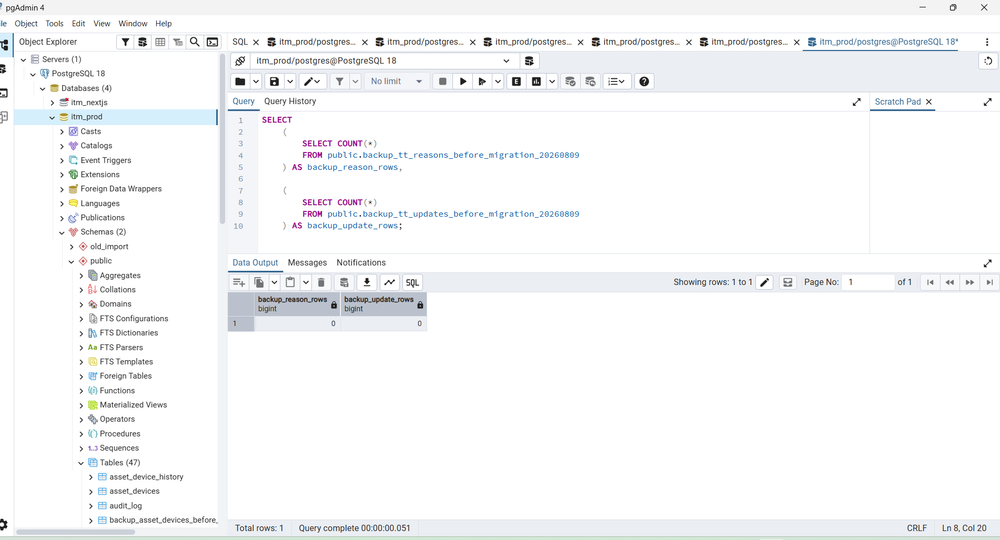 pgAdmin 4
ile Object Tools Edit View Window Help
Object Explorer
SQL
itm_prod/postgres...
itm_prod/postgres...
itm_prod/postgres...
itm_prod/postgres...
itm_prod/postgres...
itm_prod/postgres@PostgreSQL 18*
Servers (1)
PostgreSQL 18
Databases (4)
itm_nextjs
itm_prod
Casts
Catalogs
Event Triggers
Extensions
Foreign Data Wrappers
Languages
Publications
Schemas (2)
old_import
public
Aggregates
Collations
Domains
FTS Configurations
FTS Dictionaries
Aa FTS Parsers
FTS Templates
Foreign Tables
Functions
Materialized Views
Operators
Procedures
1..3 Sequences
Tables (47)
asset_device_history
asset_devices
audit_log
backup_asset_devices_before_
itm_prod/postgres@PostgreSQL 18
No limit
E
Query Query History
Scratch Pad
1 SELECT
2 (
3 SELECT COUNT(*)
4 FROM public.backup_tt_reasons_before_migration_20260809
5 ) AS backup_reason_rows,
6
7 (
8 SELECT COUNT(*)
9 FROM public.backup_tt_updates_before_migration_20260809
10 ) AS backup_update_rows;
Data Output Messages Notifications
SQL
Showing rows: 1 to 1
Page No: 1 of 1
backup_reason_rows bigint
backup_update_rows bigint
1 0 0
Total rows: 1 Query complete 00:00:00.051
CRLF Ln 8, Col 20